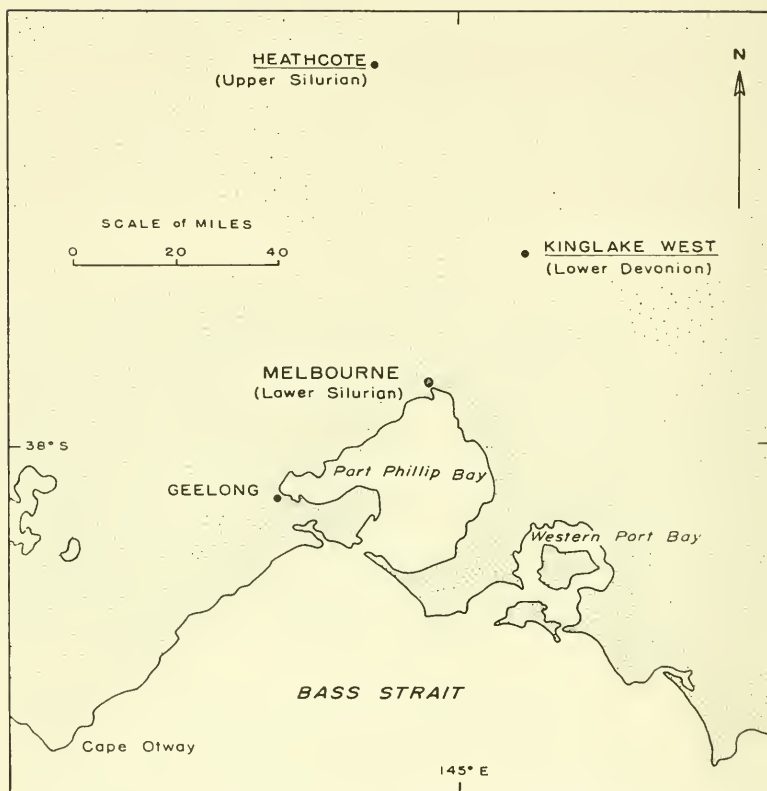 HEATHCOTE
(Upper Silurian)
N
SCALE of MILES
0 20 40
KINGLAKE WEST
(Lower Devonian)
MELBOURNE
(Lower Silurian)
38° S
Port Phillip Bay
GEELONG
Western Port Bay
BASS STRAIT
Cape Otway
145° E